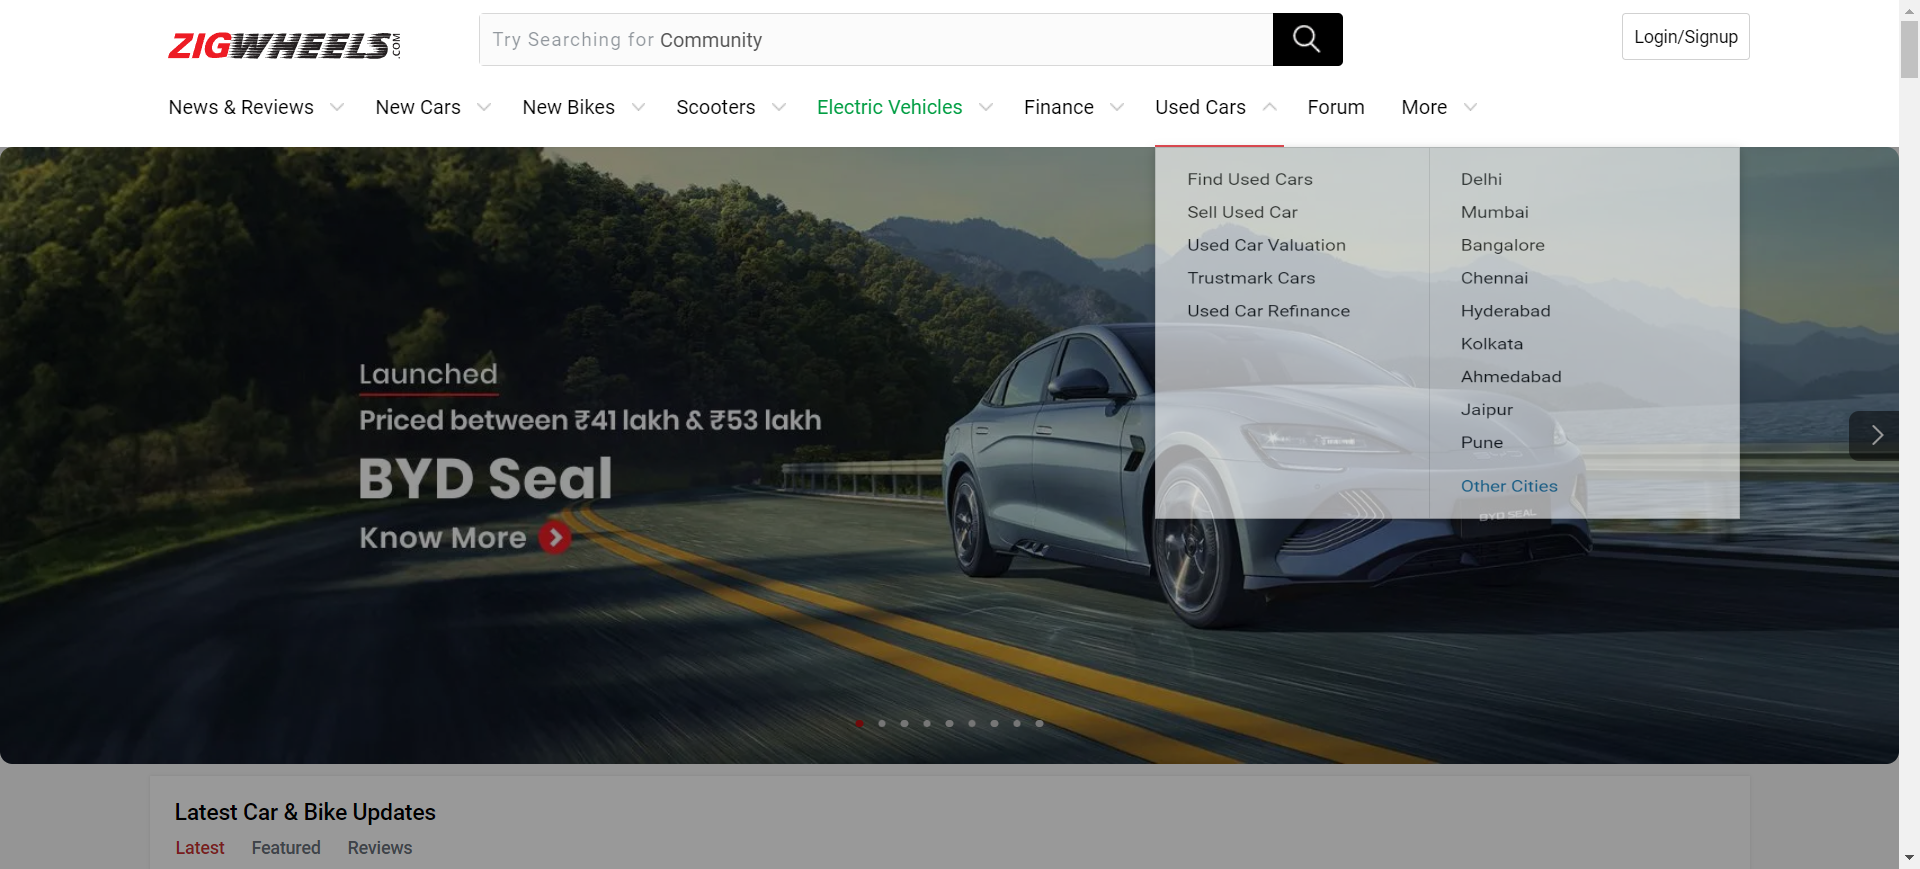 ZIGWHEELS.COM
Try Searching for Community
Login/Signup
News & Reviews
New Cars
New Bikes
Scooters
Electric Vehicles
Finance
Used Cars
Forum
More
Find Used Cars
Sell Used Car
Used Car Valuation
Trustmark Cars
Used Car Refinance
Delhi
Mumbai
Bangalore
Chennai
Hyderabad
Kolkata
Ahmedabad
Jaipur
Pune
Other Cities
Launched
Priced between ₹41 lakh & ₹53 lakh
BYD Seal
Know More
BYD
BYD SEAL
Latest Car & Bike Updates
Latest
Featured
Reviews